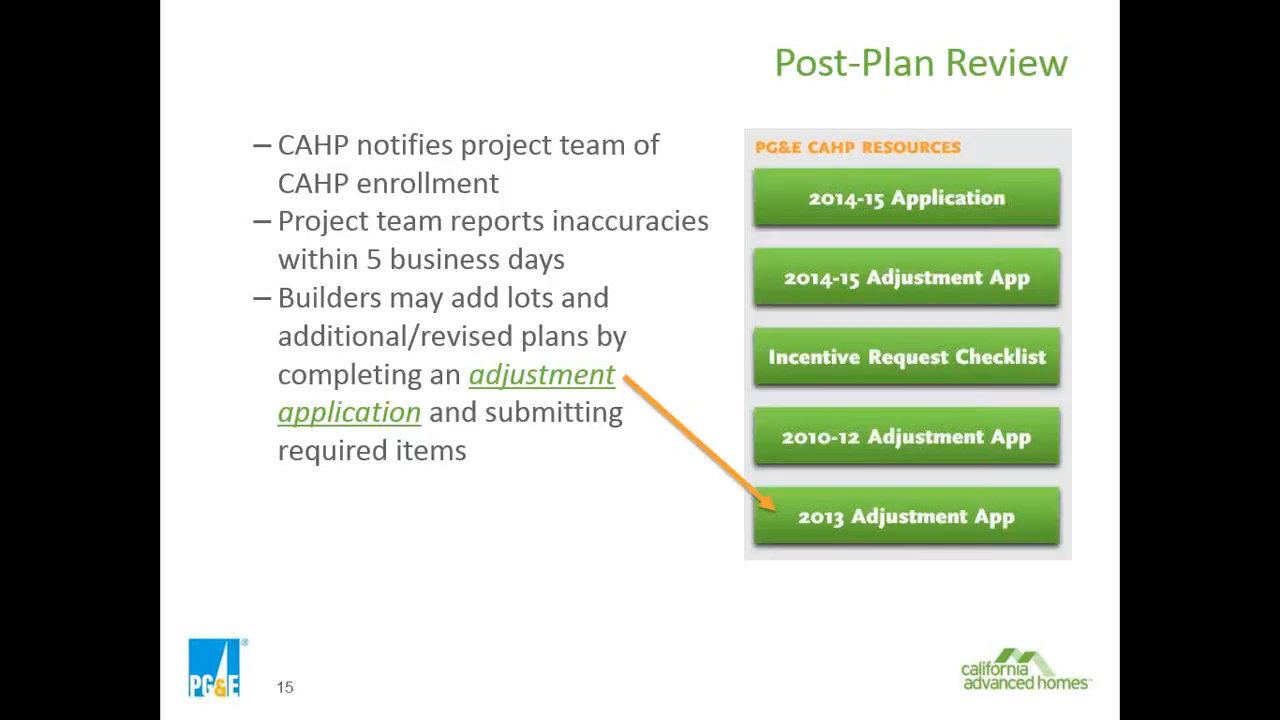 Post-Plan Review
– CAHP notifies project team of
CAHP enrollment
– Project team reports inaccuracies
within 5 business days
– Builders may add lots and
additional/revised plans by
completing an adjustment
application and submitting
required items
PG&E CAHP RESOURCES
2014-15 Application
2014-15 Adjustment App
Incentive Request Checklist
2010-12 Adjustment App
2013 Adjustment App
PG&E®
15
california
advanced homes™